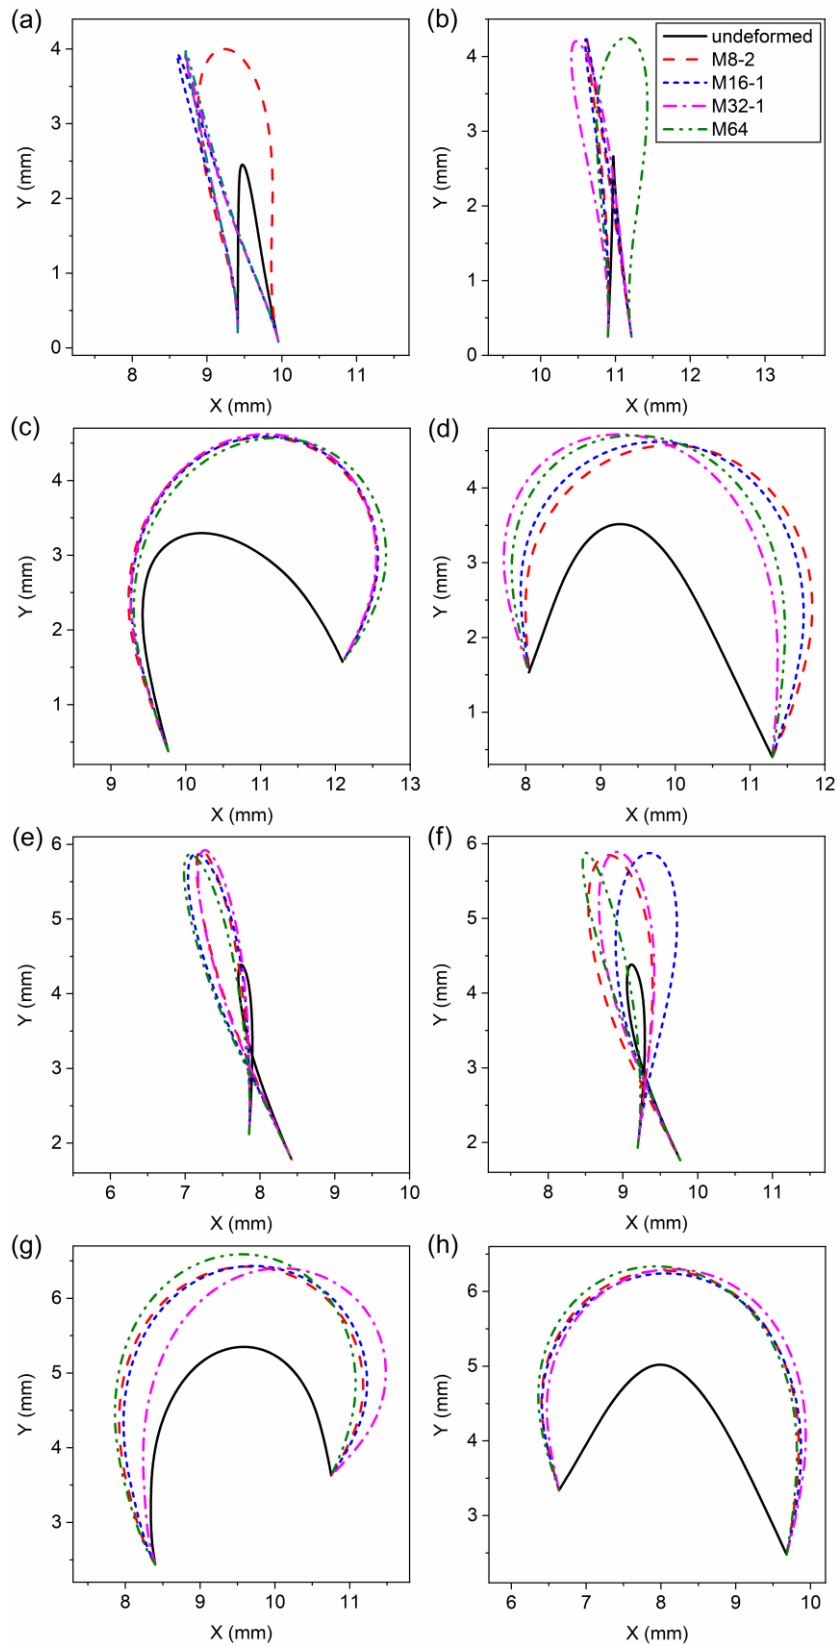 (a)
Y (mm)
4
3
2
1
0
8 9 10 11
X (mm)
(b)
undeformed
M8-2
M16-1
M32-1
M64
Y (mm)
4
3
2
1
0
10 11 12 13
X (mm)
(c)
Y (mm)
4
3
2
1
9 10 11 12 13
X (mm)
(d)
Y (mm)
4
3
2
1
8 9 10 11 12
X (mm)
(e)
Y (mm)
6
5
4
3
2
6 7 8 9 10
X (mm)
(f)
Y (mm)
6
5
4
3
2
8 9 10 11
X (mm)
(g)
Y (mm)
6
5
4
3
8 9 10 11
X (mm)
(h)
Y (mm)
6
5
4
3
6 7 8 9 10
X (mm)